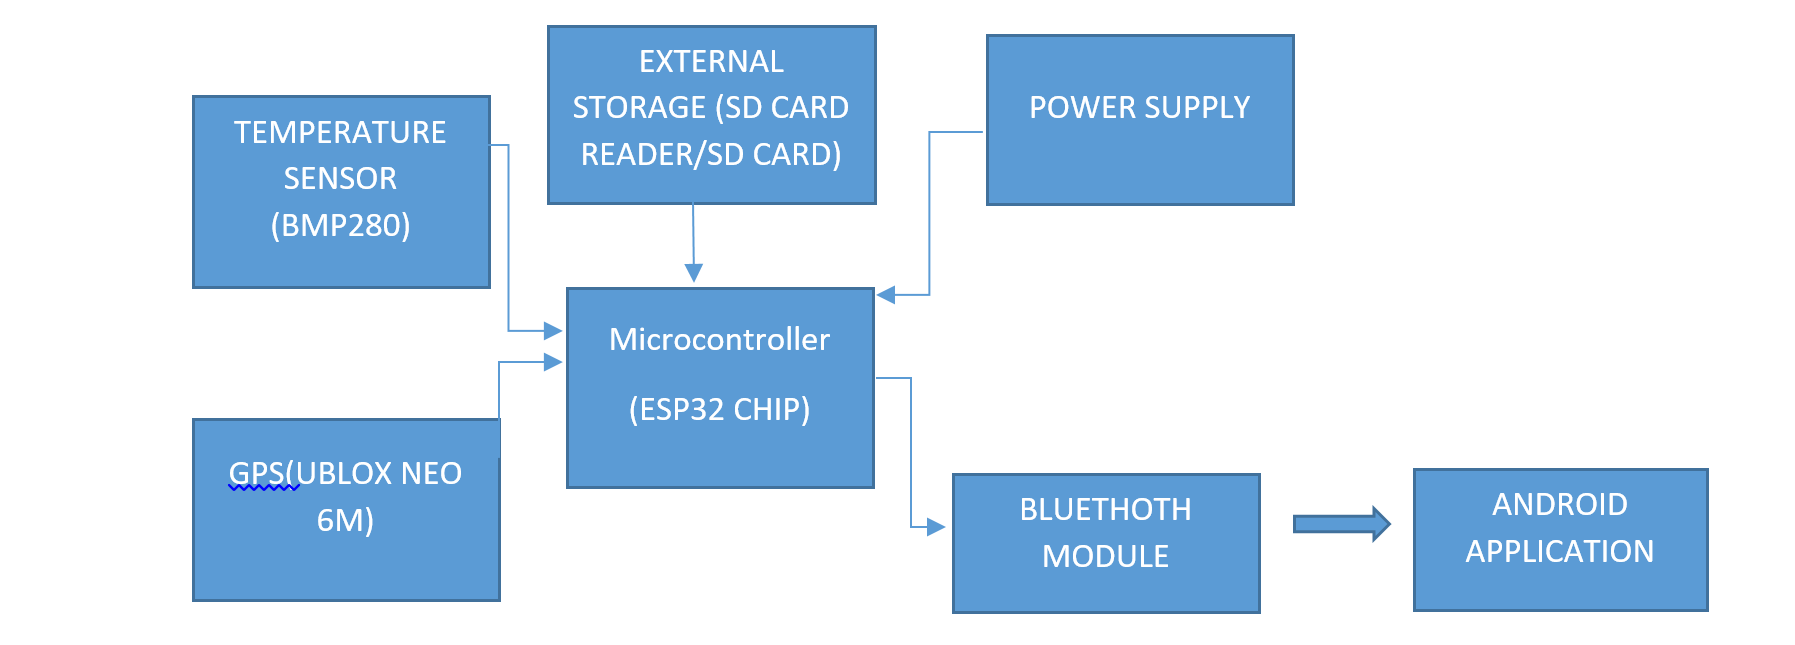 TEMPERATURE
SENSOR
(BMP280)
EXTERNAL
STORAGE (SD CARD
READER/SD CARD)
POWER SUPPLY
Microcontroller
(ESP32 CHIP)
GPS(UBLOX NEO
6M)
BLUETHOTH
MODULE
ANDROID
APPLICATION